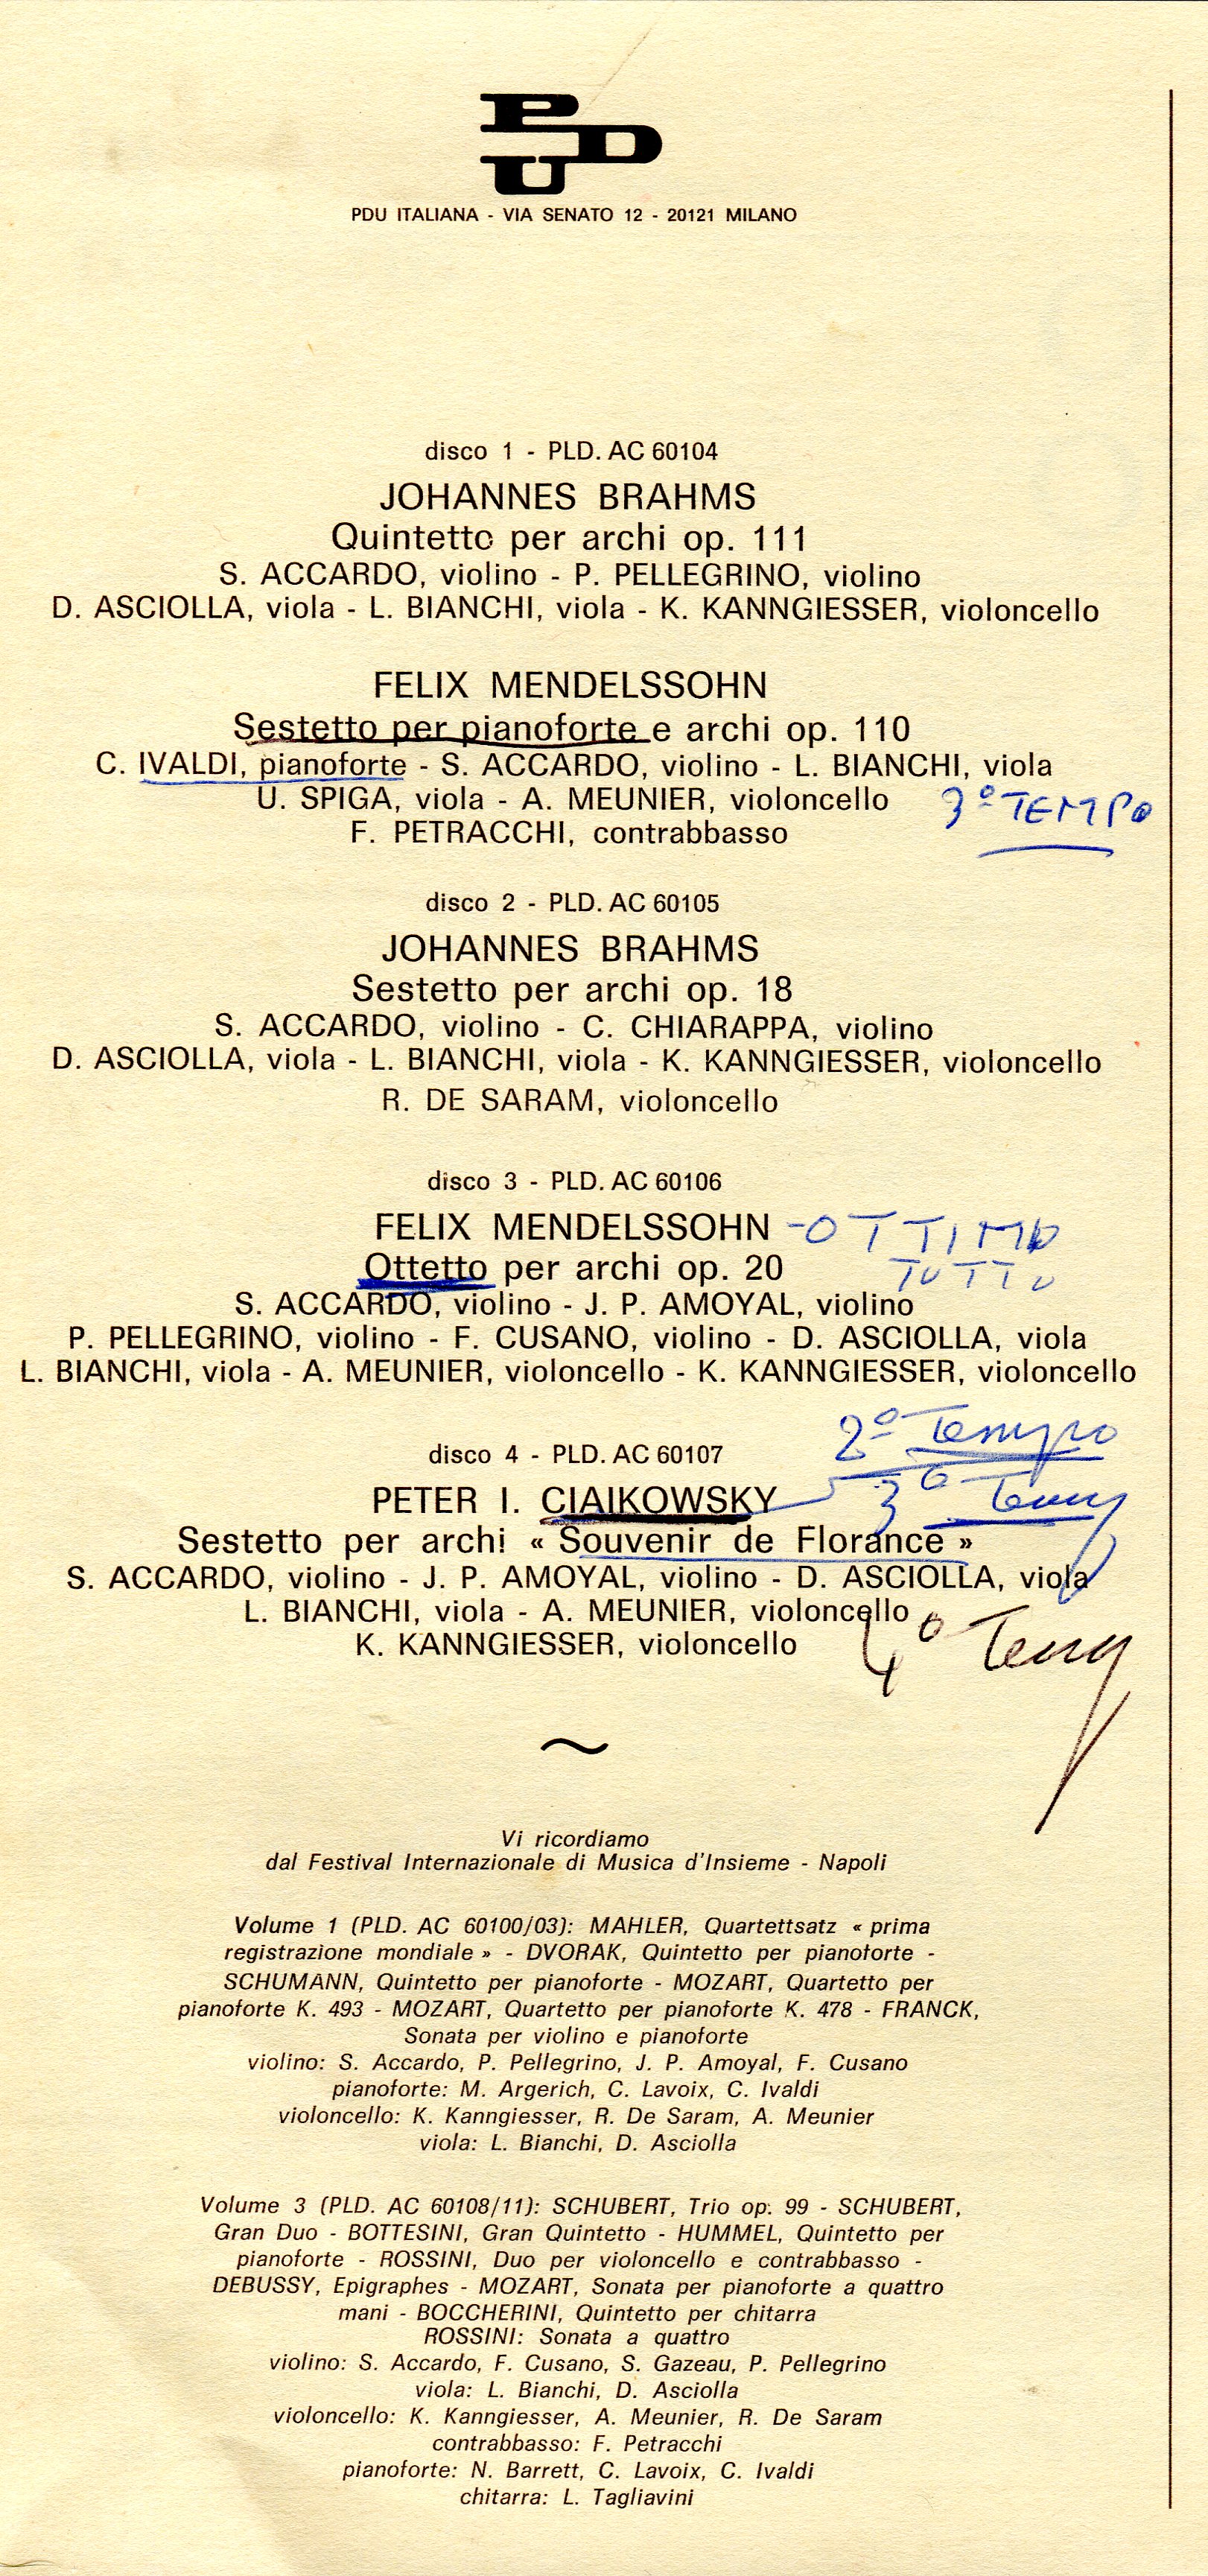 PDU
PDU ITALIANA - VIA SENATO 12 - 20121 MILANO
disco 1 - PLD. AC 60104
JOHANNES BRAHMS
Quintetto per archi op. 111
S. ACCARDO, violino - P. PELLEGRINO, violino
D. ASCIOLLA, viola - L. BIANCHI, viola - K. KANNGIESSER, violoncello
FELIX MENDELSSOHN
Sestetto per pianoforte e archi op. 110
C. IVALDI, pianoforte - S. ACCARDO, violino - L. BIANCHI, viola
U. SPIGA, viola - A. MEUNIER, violoncello
3º TEMPO
F. PETRACCHI, contrabbasso
disco 2 - PLD. AC 60105
JOHANNES BRAHMS
Sestetto per archi op. 18
S. ACCARDO, violino - C. CHIARAPPA, violino
D. ASCIOLLA, viola - L. BIANCHI, viola - K. KANNGIESSER, violoncello
R. DE SARAM, violoncello
disco 3 - PLD. AC 60106
FELIX MENDELSSOHN - OTTIMO
Ottetto per archi op. 20 TUTTO
S. ACCARDO, violino - J. P. AMOYAL, violino
P. PELLEGRINO, violino - F. CUSANO, violino - D. ASCIOLLA, viola
L. BIANCHI, viola - A. MEUNIER, violoncello - K. KANNGIESSER, violoncello
2º Tempo
disco 4 - PLD. AC 60107
PETER I. CIAIKOWSKY 3º Temp
Sestetto per archi « Souvenir de Florance »
S. ACCARDO, violino - J. P. AMOYAL, violino - D. ASCIOLLA, viola
L. BIANCHI, viola - A. MEUNIER, violoncello
K. KANNGIESSER, violoncello 4º Temp
Vi ricordiamo
dal Festival Internazionale di Musica d'Insieme - Napoli
Volume 1 (PLD. AC 60100/03): MAHLER, Quartettsatz « prima
registrazione mondiale » - DVORAK, Quintetto per pianoforte -
SCHUMANN, Quintetto per pianoforte - MOZART, Quartetto per
pianoforte K. 493 - MOZART, Quartetto per pianoforte K. 478 - FRANCK,
Sonata per violino e pianoforte
violino: S. Accardo, P. Pellegrino, J. P. Amoyal, F. Cusano
pianoforte: M. Argerich, C. Lavoix, C. Ivaldi
violoncello: K. Kanngiesser, R. De Saram, A. Meunier
viola: L. Bianchi, D. Asciolla
Volume 3 (PLD. AC 60108/11): SCHUBERT, Trio op. 99 - SCHUBERT,
Gran Duo - BOTTESINI, Gran Quintetto - HUMMEL, Quintetto per
pianoforte - ROSSINI, Duo per violoncello e contrabbasso -
DEBUSSY, Epigraphes - MOZART, Sonata per pianoforte a quattro
mani - BOCCHERINI, Quintetto per chitarra
ROSSINI: Sonata a quattro
violino: S. Accardo, F. Cusano, S. Gazeau, P. Pellegrino
viola: L. Bianchi, D. Asciolla
violoncello: K. Kanngiesser, A. Meunier, R. De Saram
contrabbasso: F. Petracchi
pianoforte: N. Barrett, C. Lavoix, C. Ivaldi
chitarra: L. Tagliavini